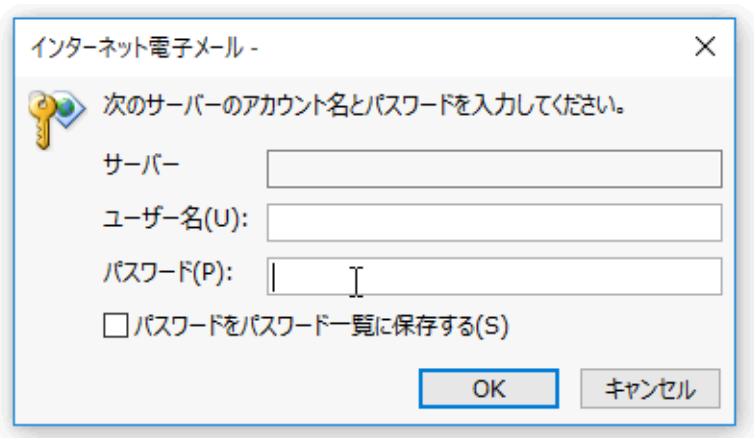 インターネット電子メール -
次のサーバーのアカウント名とパスワードを入力してください。
サーバー
ユーザー名(U):
パスワード(P):
パスワードをパスワード一覧に保存する(S)
OK キャンセル